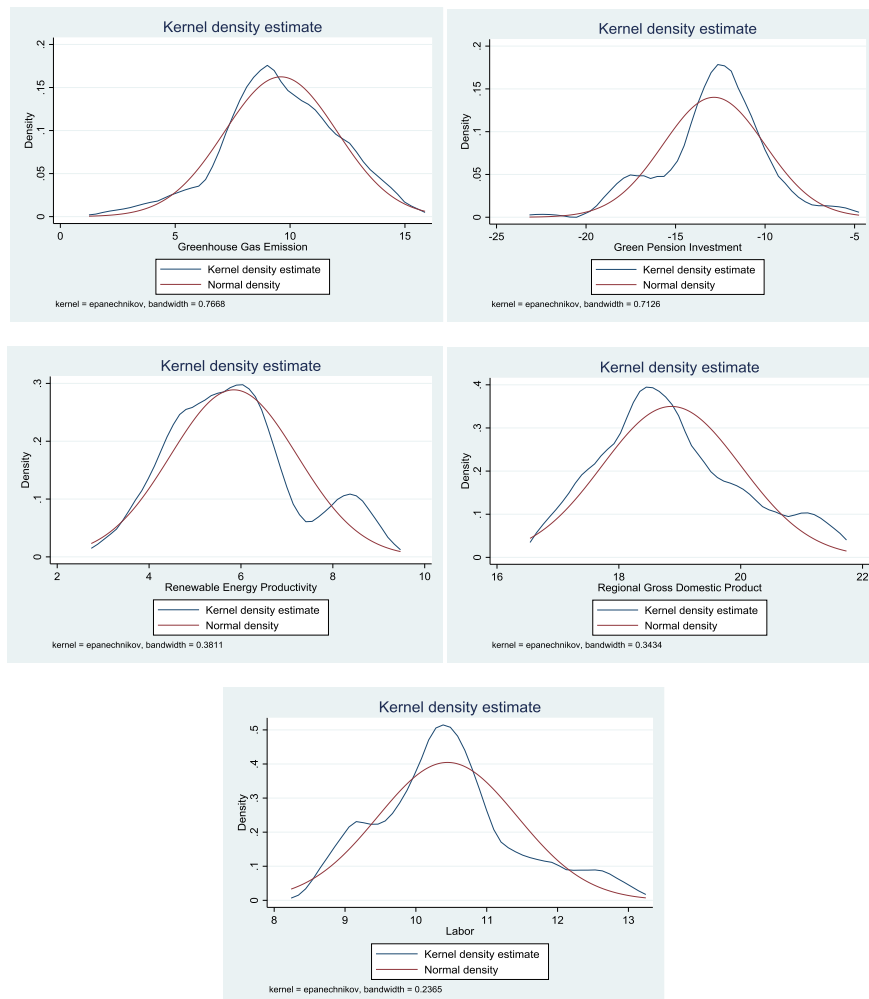 Kernel density estimate
Density
0
.05
.1
.15
.2
0 5 10 15
Greenhouse Gas Emission
Kernel density estimate
Normal density
kernel = epanechnikov, bandwidth = 0.7668
Kernel density estimate
Density
0
.05
.1
.15
.2
-25 -20 -15 -10 -5
Green Pension Investment
Kernel density estimate
Normal density
kernel = epanechnikov, bandwidth = 0.7126
Kernel density estimate
Density
0
.1
.2
.3
2 4 6 8 10
Renewable Energy Productivity
Kernel density estimate
Normal density
kernel = epanechnikov, bandwidth = 0.3811
Kernel density estimate
Density
0
.1
.2
.3
.4
16 18 20 22
Regional Gross Domestic Product
Kernel density estimate
Normal density
kernel = epanechnikov, bandwidth = 0.3434
Kernel density estimate
Density
0
.1
.2
.3
.4
.5
8 9 10 11 12 13
Labor
Kernel density estimate
Normal density
kernel = epanechnikov, bandwidth = 0.2365